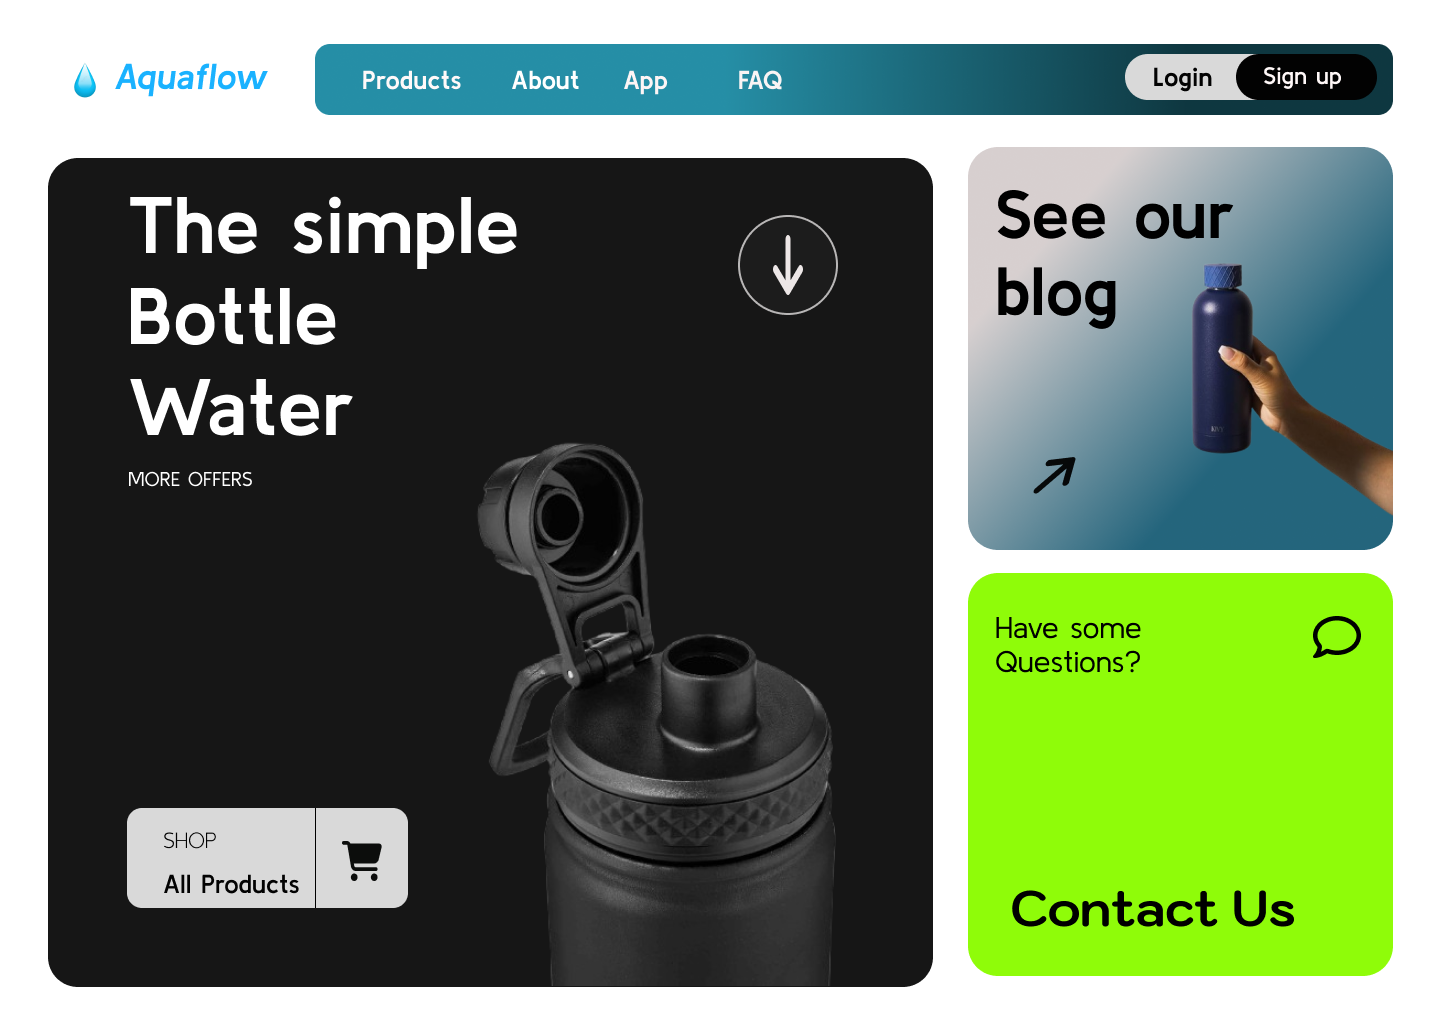 Aquaflow
Products About App FAQ
Login Sign up
The simple
Bottle
Water
MORE OFFERS
SHOP
All Products
See our
blog
Have some
Questions?
Contact Us